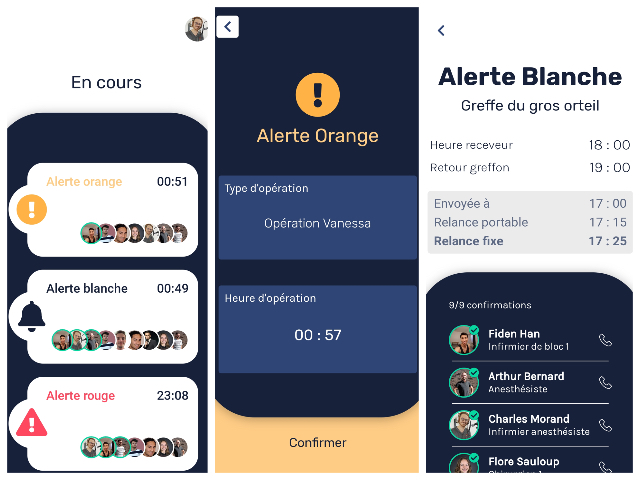 En cours
Alerte orange 00:51
Alerte blanche 00:49
Alerte rouge 23:08
Alerte Orange
Type d'opération
Opération Vanessa
Heure d'opération
00 : 57
Confirmer
Alerte Blanche
Greffe du gros orteil
Heure receveur 18 : 00
Retour greffon 19 : 00
Envoyée à 17 : 00
Relance portable 17 : 15
Relance fixe 17 : 25
9/9 confirmations
Fiden Han
Infirmier de bloc 1
Arthur Bernard
Anesthésiste
Charles Morand
Infirmier anesthésiste
Flore Sauloup
Chirurgien 1